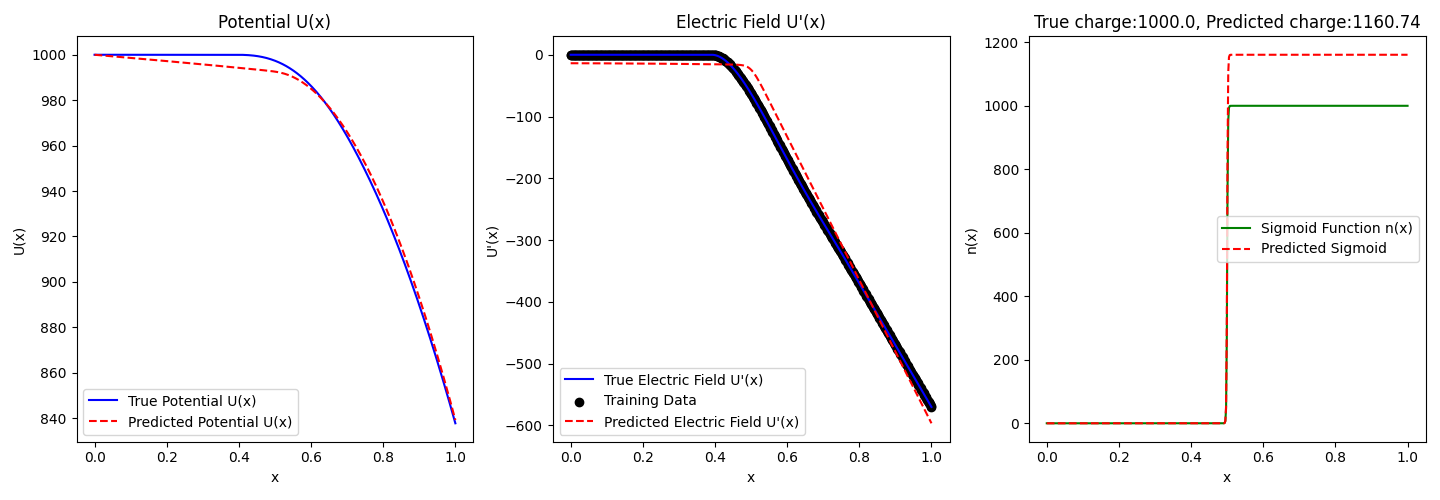 Potential U(x)
1000
980
960
940
920
900
880
860
840
U(x)
True Potential U(x)
Predicted Potential U(x)
0.0 0.2 0.4 0.6 0.8 1.0
x
Electric Field U'(x)
0
−100
−200
−300
−400
−500
−600
U'(x)
True Electric Field U'(x)
Training Data
Predicted Electric Field U'(x)
0.0 0.2 0.4 0.6 0.8 1.0
x
True charge:1000.0, Predicted charge:1160.74
1200
1000
800
600
400
200
0
n(x)
Sigmoid Function n(x)
Predicted Sigmoid
0.0 0.2 0.4 0.6 0.8 1.0
x